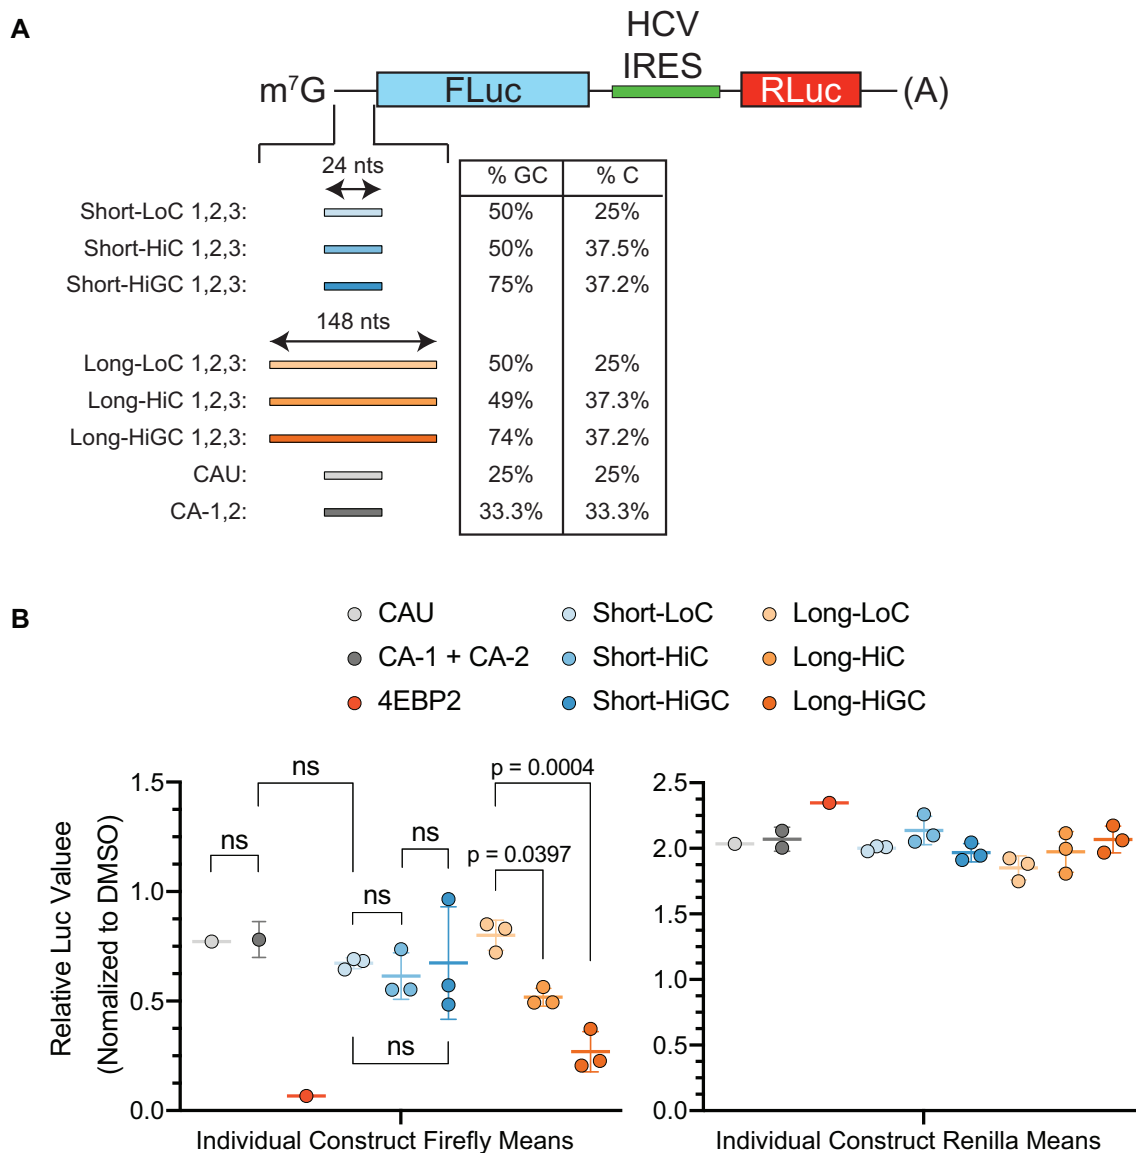 A
HCV
IRES
m⁷G
FLuc
RLuc
(A)
24 nts
% GC
% C
Short-LoC 1,2,3:
50%
25%
Short-HiC 1,2,3:
50%
37.5%
Short-HiGC 1,2,3:
75%
37.2%
148 nts
Long-LoC 1,2,3:
50%
25%
Long-HiC 1,2,3:
49%
37.3%
Long-HiGC 1,2,3:
74%
37.2%
CAU:
25%
25%
CA-1,2:
33.3%
33.3%
B
CAU
Short-LoC
Long-LoC
CA-1 + CA-2
Short-HiC
Long-HiC
4EBP2
Short-HiGC
Long-HiGC
Relative Luc Valuee
(Nomalized to DMSO)
1.5
1.0
0.5
0.0
ns
ns
ns
ns
ns
p = 0.0004
p = 0.0397
Individual Construct Firefly Means
2.5
2.0
1.5
1.0
0.5
0.0
Individual Construct Renilla Means